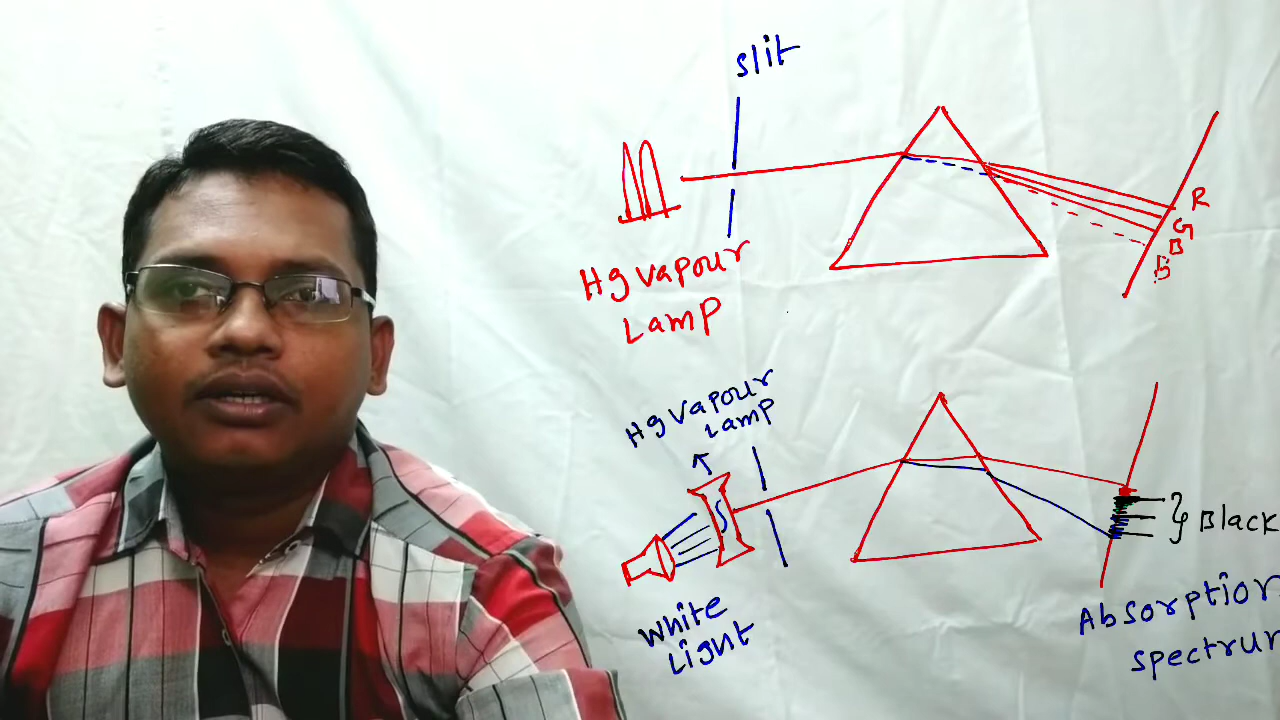 slit
Hg vapour
Lamp
R
G
B
B
Hg vapour
Lamp
White
Light
Black
Absorption
spectrum